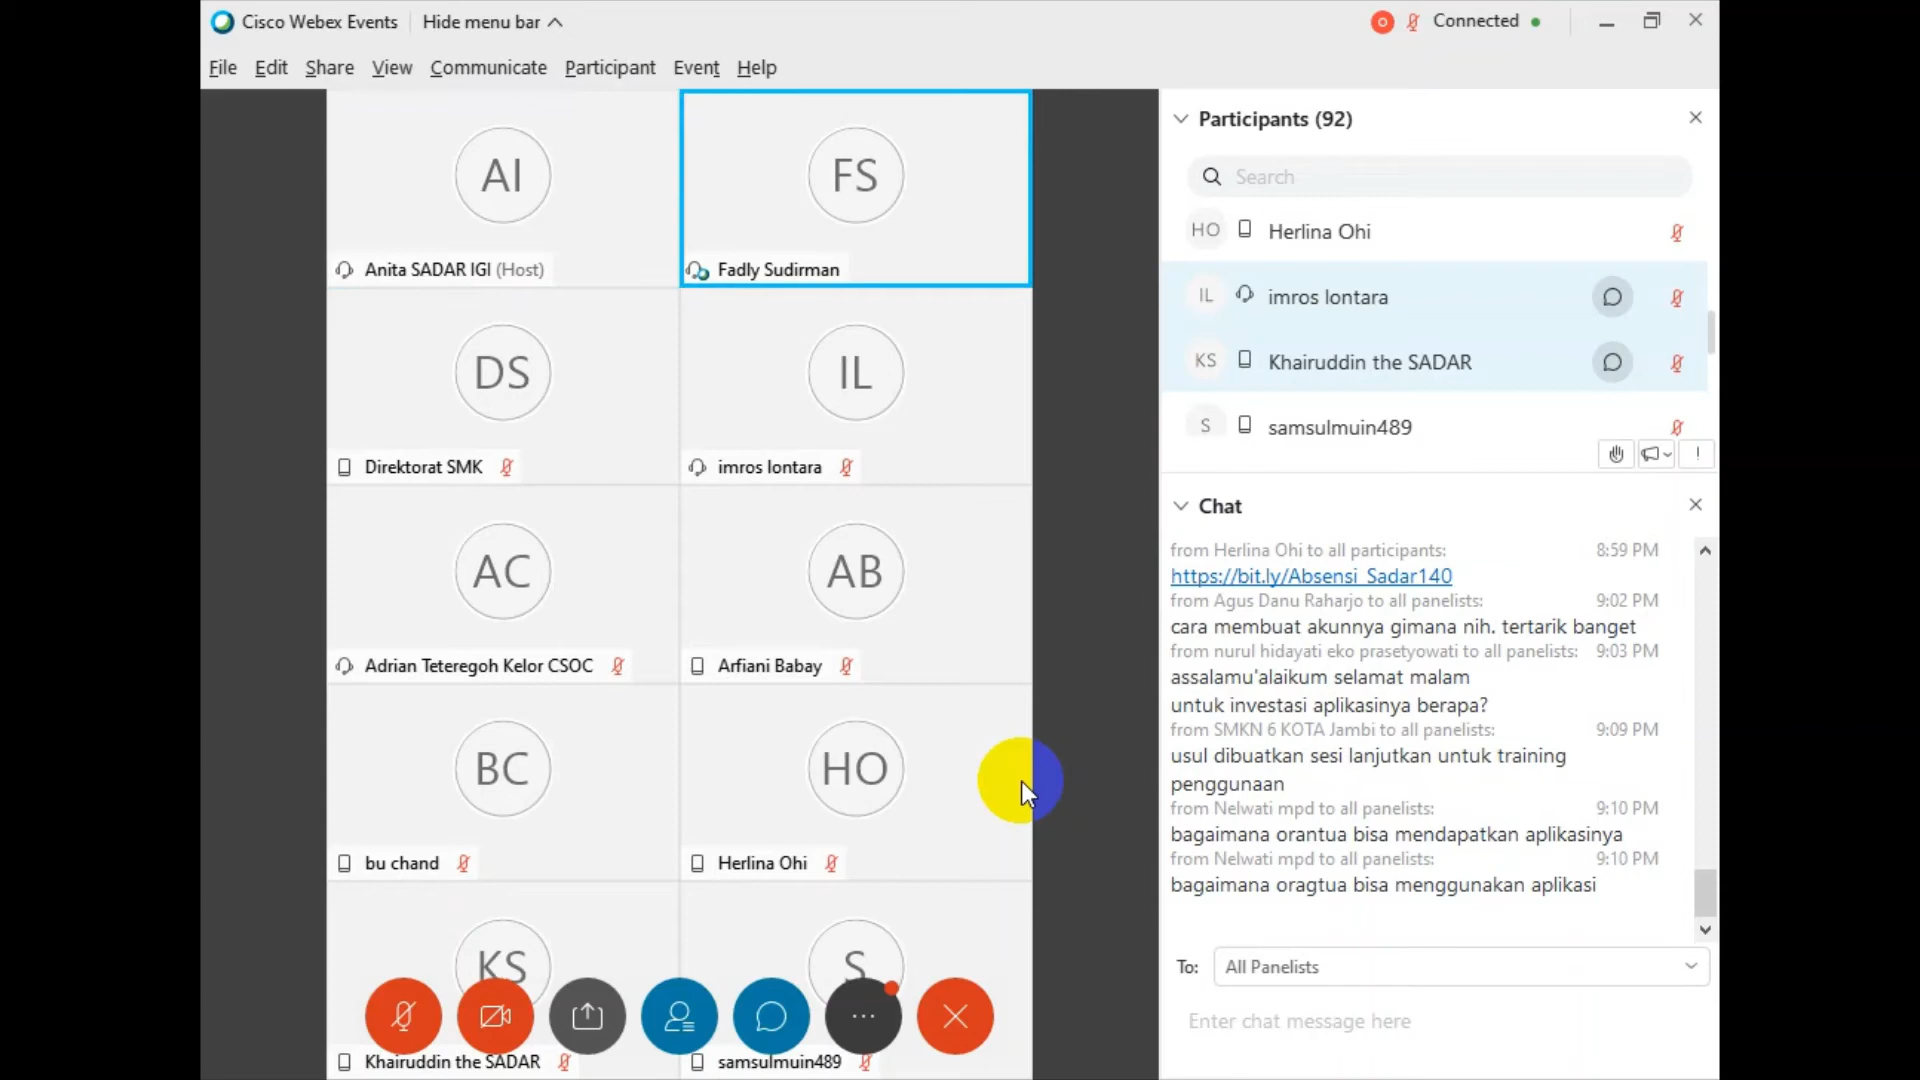 Cisco Webex Events
Hide menu bar
Connected
File Edit Share View Communicate Participant Event Help
AI
Anita SADAR IGI (Host)
FS
Fadly Sudirman
DS
Direktorat SMK
IL
imros lontara
AC
Adrian Teteregoh Kelor CSOC
AB
Arfiani Babay
BC
bu chand
HO
Herlina Ohi
KS
Khairuddin the SADAR
S
samsulmuin489
Participants (92)
Search
HO Herlina Ohi
IL imros lontara
KS Khairuddin the SADAR
S samsulmuin489
!
Chat
from Herlina Ohi to all participants: 8:59 PM
https://bit.ly/Absensi_Sadar140
from Agus Danu Raharjo to all panelists: 9:02 PM
cara membuat akunnya gimana nih. tertarik banget
from nurul hidayati eko prasetyowati to all panelists: 9:03 PM
assalamu'alaikum selamat malam
untuk investasi aplikasinya berapa?
from SMKN 6 KOTA Jambi to all panelists: 9:09 PM
usul dibuatkan sesi lanjutkan untuk training
penggunaan
from Nelwati mpd to all panelists: 9:10 PM
bagaimana orantua bisa mendapatkan aplikasinya
from Nelwati mpd to all panelists: 9:10 PM
bagaimana oragtua bisa menggunakan aplikasi
To: All Panelists
Enter chat message here